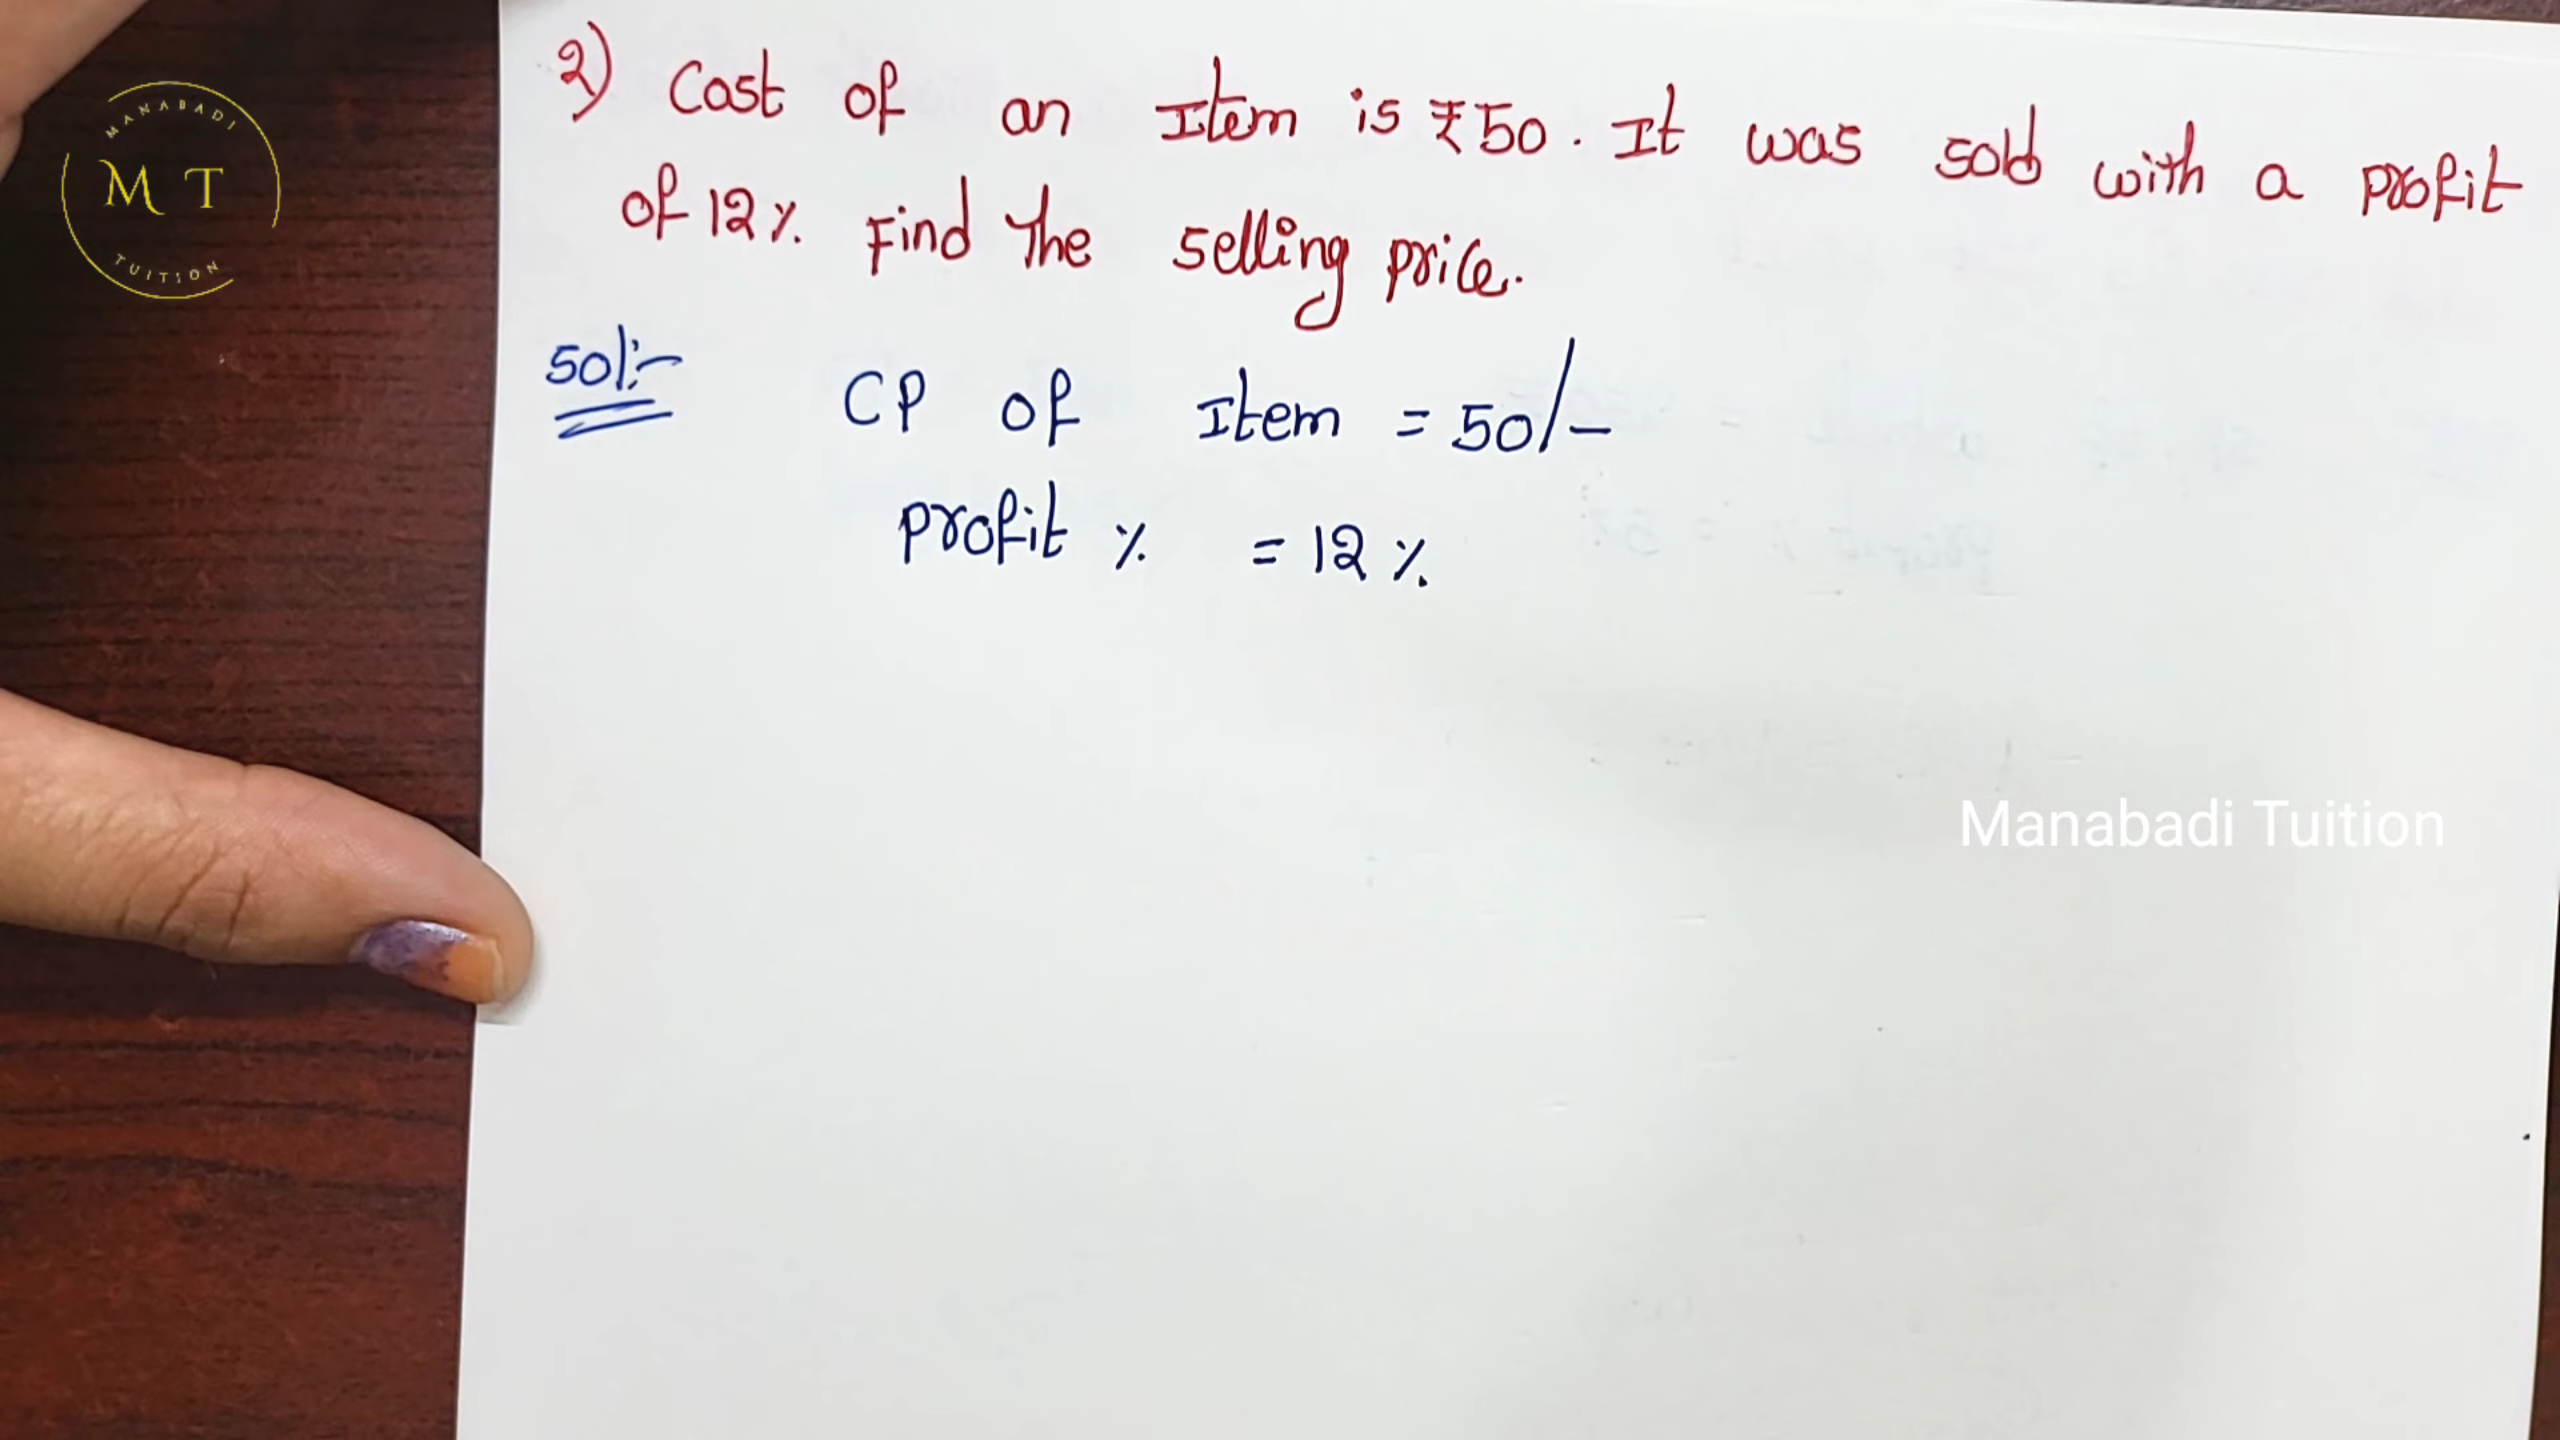 MANABADI
M T
TUITION
2) Cost of an Item is ₹50. It was sold with a profit
of 12%. Find The selling price.
Sol:-
CP of Item = 50/-
profit % = 12%
Manabadi Tuition